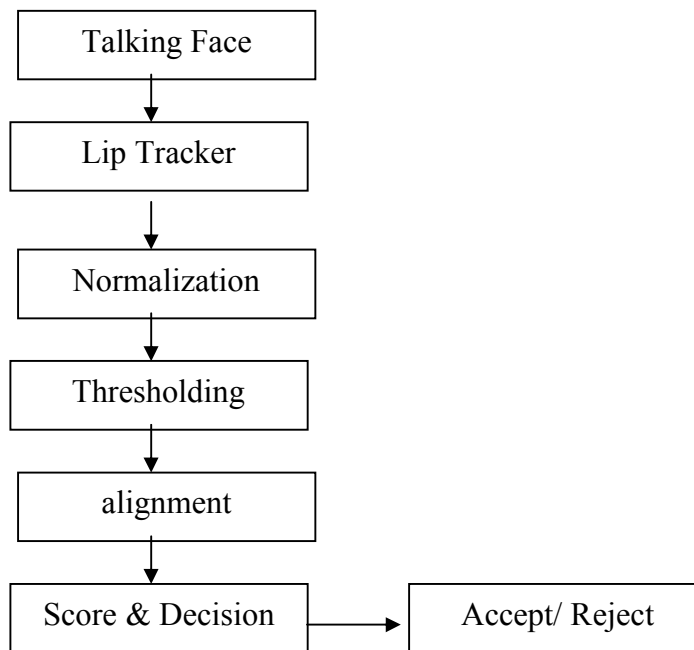 Talking Face
Lip Tracker
Normalization
Thresholding
alignment
Score & Decision
Accept/ Reject